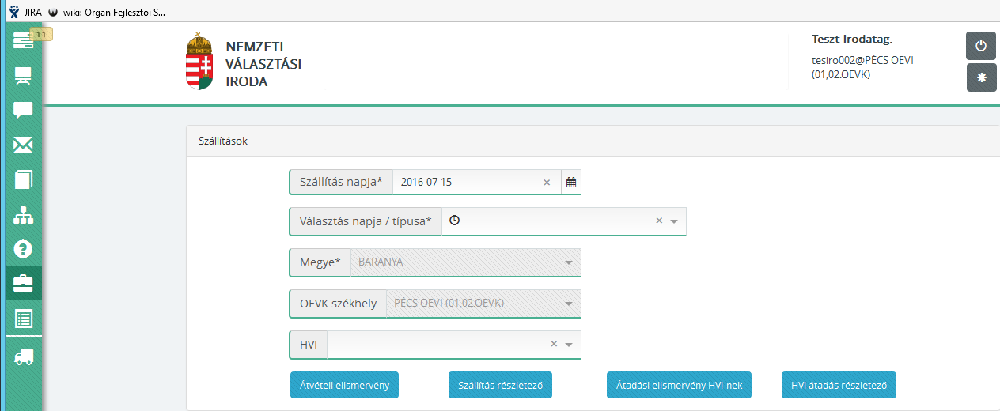 JIRA wiki: Organ Fejlesztoi S...
11
NEMZETI
VÁLASZTÁSI
IRODA
Teszt Irodatag.
tesiro002@PÉCS OEVI
(01,02.OEVK)
Szállítások
Szállítás napja* 2016-07-15
Választás napja / típusa*
Megye* BARANYA
OEVK székhely PÉCS OEVI (01,02.OEVK)
HVI
Átvételi elismervény Szállítás részletező Átadási elismervény HVI-nek HVI átadás részletező